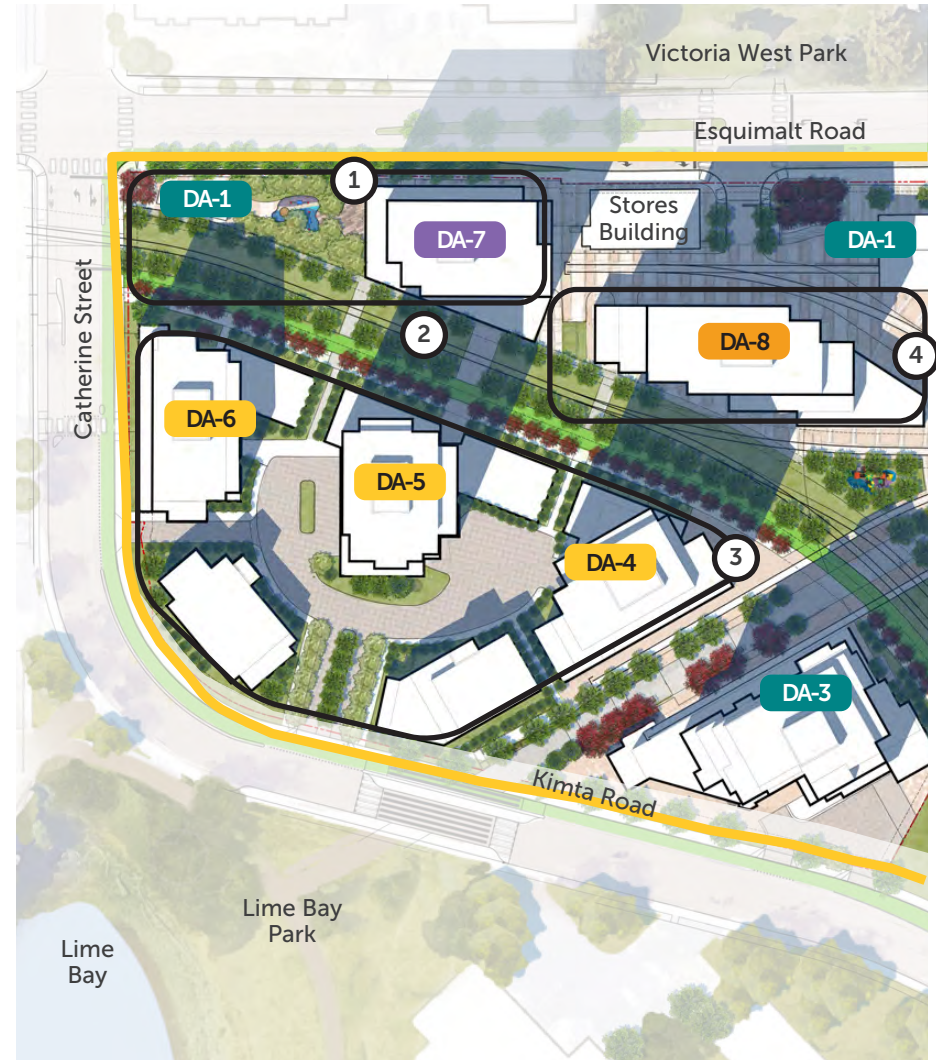 Victoria West Park
Esquimalt Road
1
DA-1
DA-7
Stores
Building
DA-1
Catherine Street
2
DA-8
4
DA-6
DA-5
DA-4
3
DA-3
Kimta Road
Lime Bay
Park
Lime
Bay